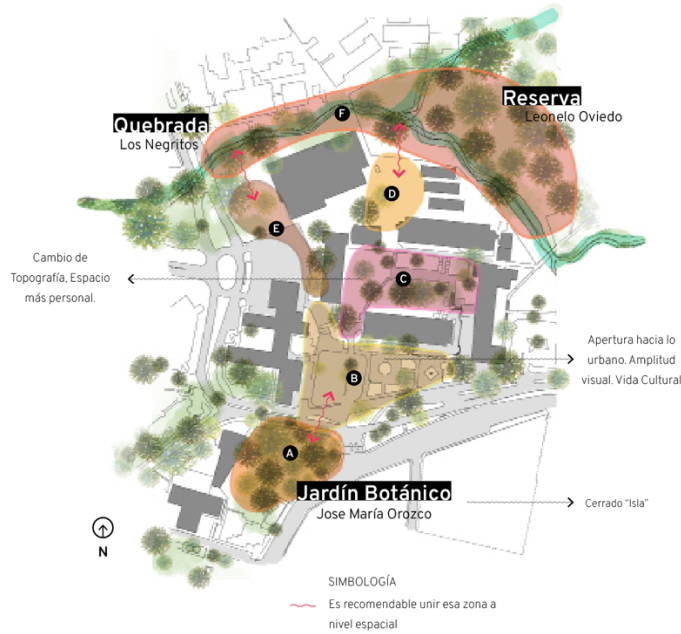 Reserva
Leonelo Oviedo
F
Quebrada
Los Negritos
D
E
Cambio de
Topografía, Espacio
más personal.
C
Apertura hacia lo
urbano. Amplitud
visual. Vida Cultural
B
A
Jardín Botánico
Jose María Orozco
Cerrado “Isla”
N
SIMBOLOGÍA
Es recomendable unir esa zona a
nivel espacial